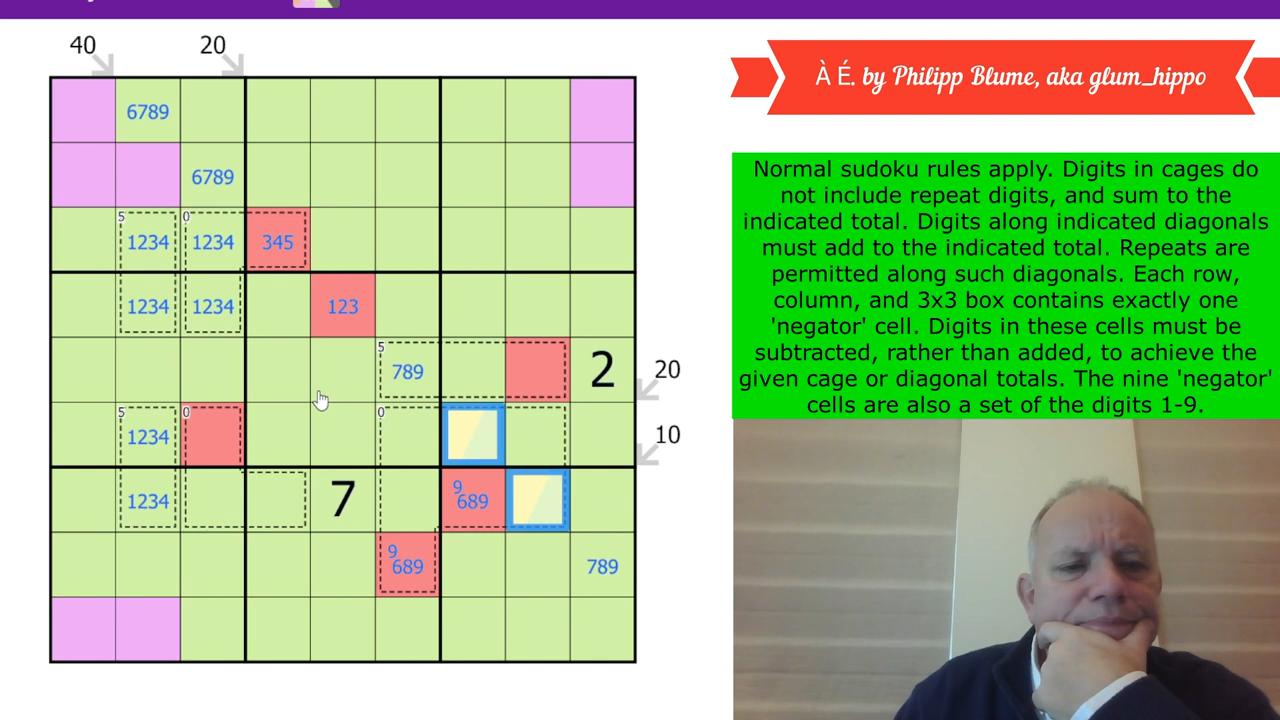 40 20
À É. by Philipp Blume, aka glum_hippo
6789
6789
5 1234 0 1234 345
1234 1234 123
5 789 2 20
5 1234 0 0 10
1234 7 9 689
9 689 789
Normal sudoku rules apply. Digits in cages do
not include repeat digits, and sum to the
indicated total. Digits along indicated diagonals
must add to the indicated total. Repeats are
permitted along such diagonals. Each row,
column, and 3x3 box contains exactly one
'negator' cell. Digits in these cells must be
subtracted, rather than added, to achieve the
given cage or diagonal totals. The nine 'negator'
cells are also a set of the digits 1-9.